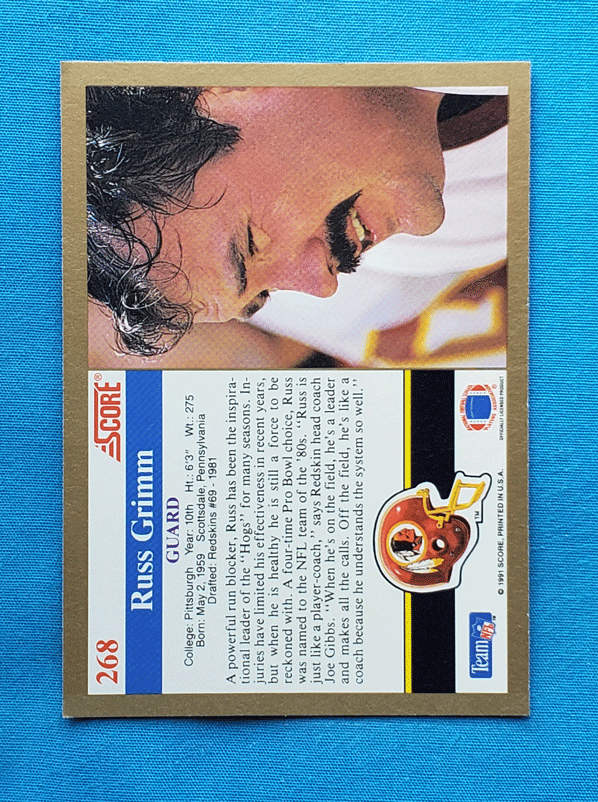 268
SCORE®
Russ Grimm
GUARD
College: Pittsburgh Year: 10th Ht.: 6'3" Wt.: 275
Born: May 2, 1959 Scottsdale, Pennsylvania
Drafted: Redskins #69 - 1981
A powerful run blocker, Russ has been the inspira-
tional leader of the "Hogs" for many seasons. In-
juries have limited his effectiveness in recent years,
but when he is healthy he is still a force to be
reckoned with. A four-time Pro Bowl choice, Russ
was named to the NFL team of the '80s. "Russ is
just like a player-coach," says Redskin head coach
Joe Gibbs. "When he's on the field, he's a leader
and makes all the calls. Off the field, he's like a
coach because he understands the system so well."
TM
Team NFL
© 1991 SCORE, PRINTED IN U.S.A.
OFFICIALLY LICENSED PRODUCT